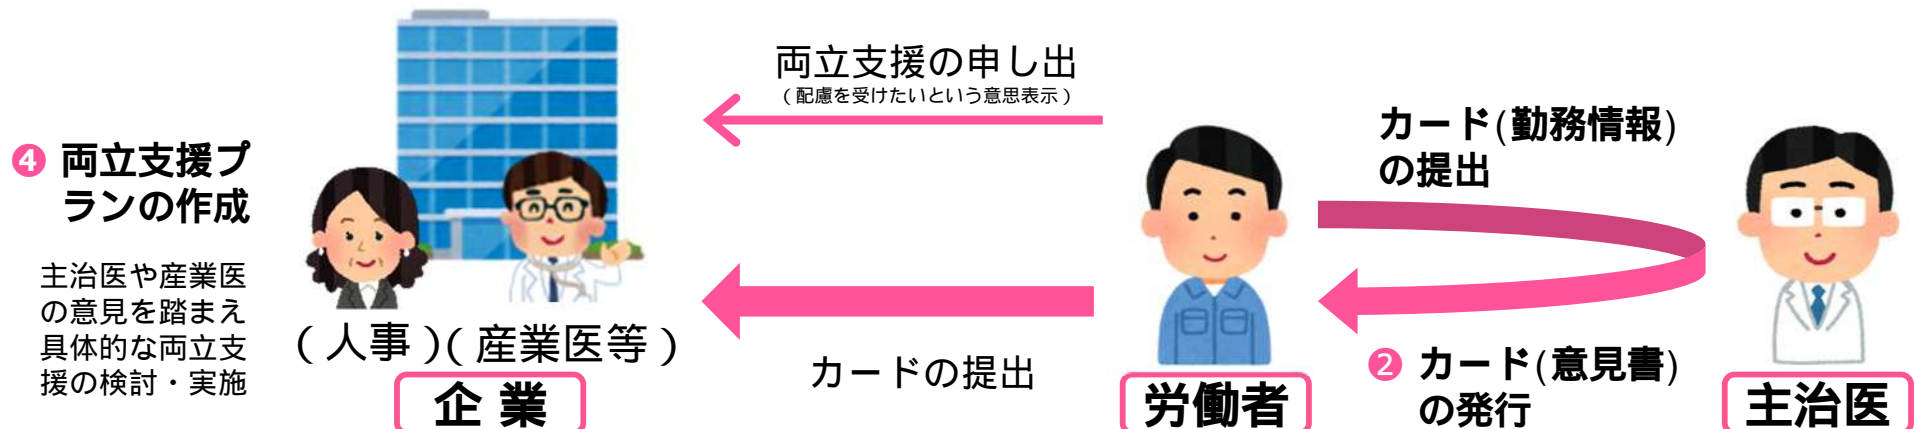 両立支援の申し出
(配慮を受けたいという意思表示)
カード(勤務情報)
の提出
❹ 両立支援プ
ランの作成
主治医や産業医
の意見を踏まえ
具体的な両立支
援の検討・実施
(人事)(産業医等)
企業
カードの提出
労働者
❷ カード(意見書)
の発行
主治医